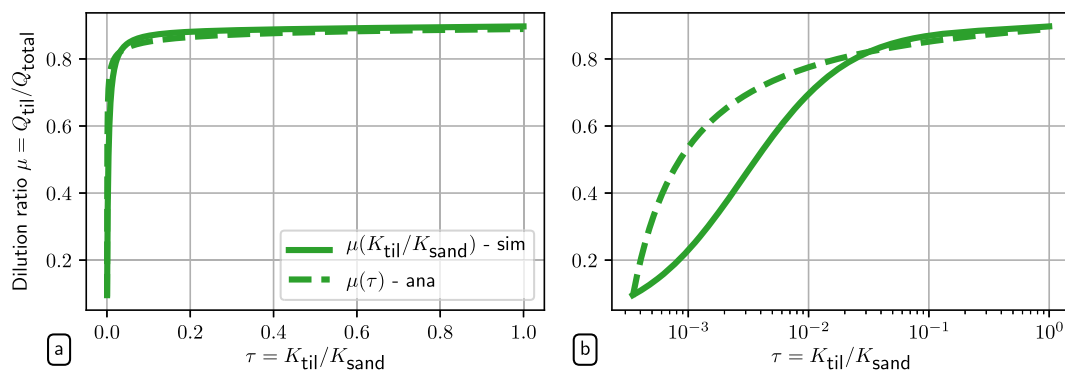 Dilution ratio μ = Q_til/Q_total
0.8
0.6
0.4
0.2
μ(K_til/K_sand) - sim
μ(τ) - ana
0.0 0.2 0.4 0.6 0.8 1.0
a
τ = K_til/K_sand
0.8
0.6
0.4
0.2
10⁻³ 10⁻² 10⁻¹ 10⁰
b
τ = K_til/K_sand